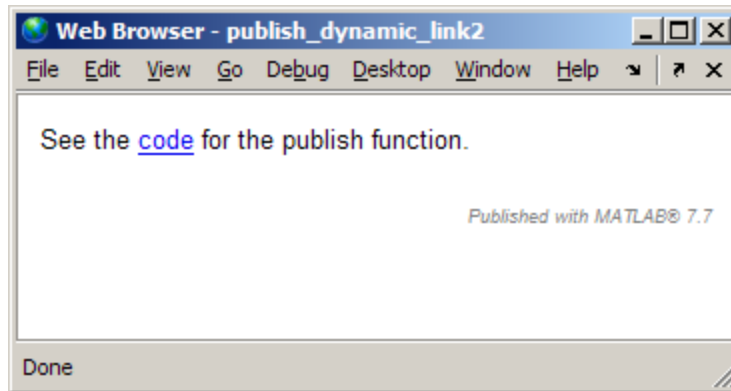 Web Browser - publish_dynamic_link2
File Edit View Go Debug Desktop Window Help
See the code for the publish function.
Published with MATLAB® 7.7
Done